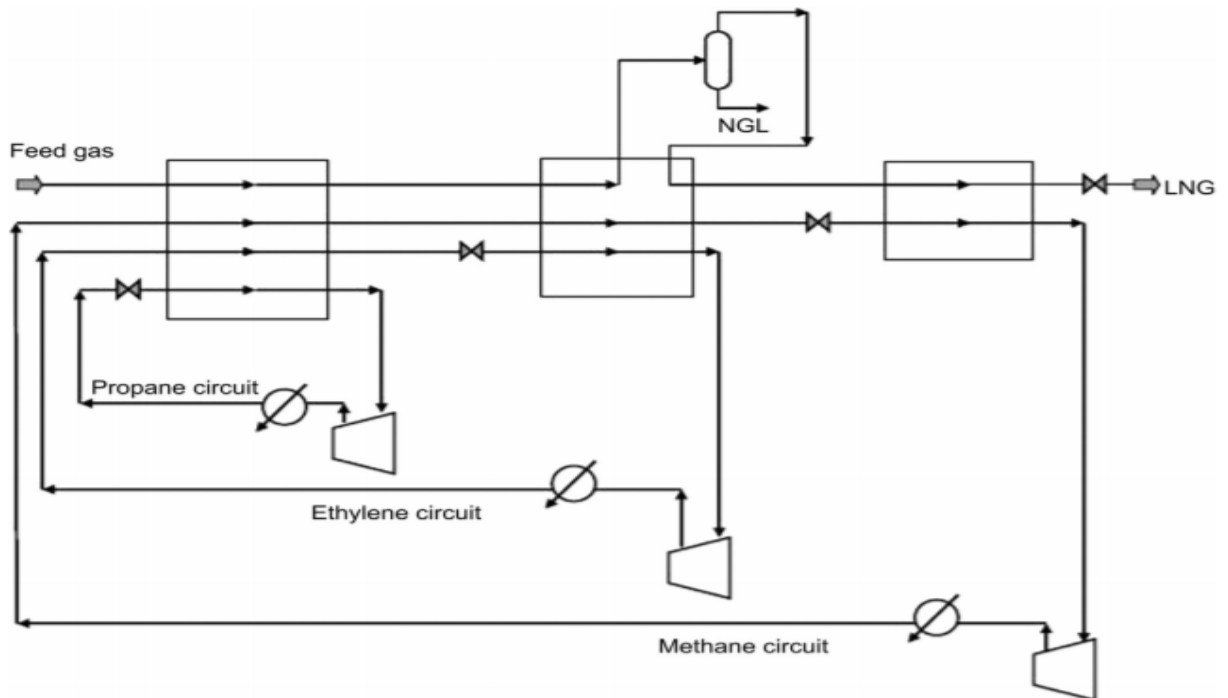 NGL
Feed gas
LNG
Propane circuit
Ethylene circuit
Methane circuit